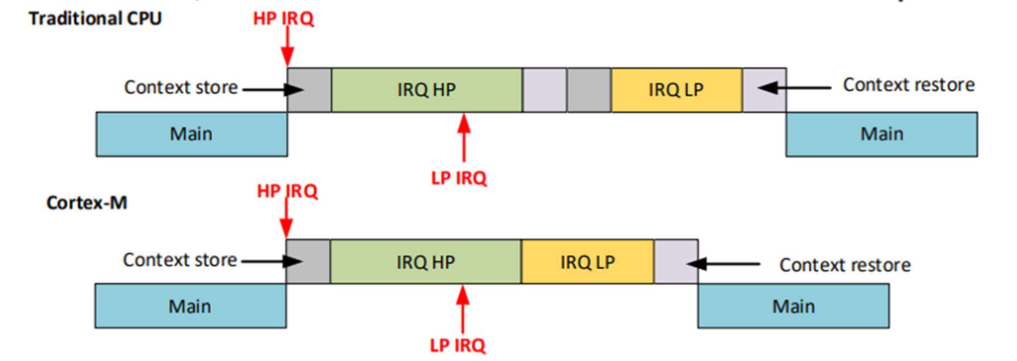 Traditional CPU
HP IRQ
Context store
IRQ HP
IRQ LP
Context restore
Main
Main
LP IRQ
HP IRQ
Cortex-M
Context store
IRQ HP
IRQ LP
Context restore
Main
Main
LP IRQ